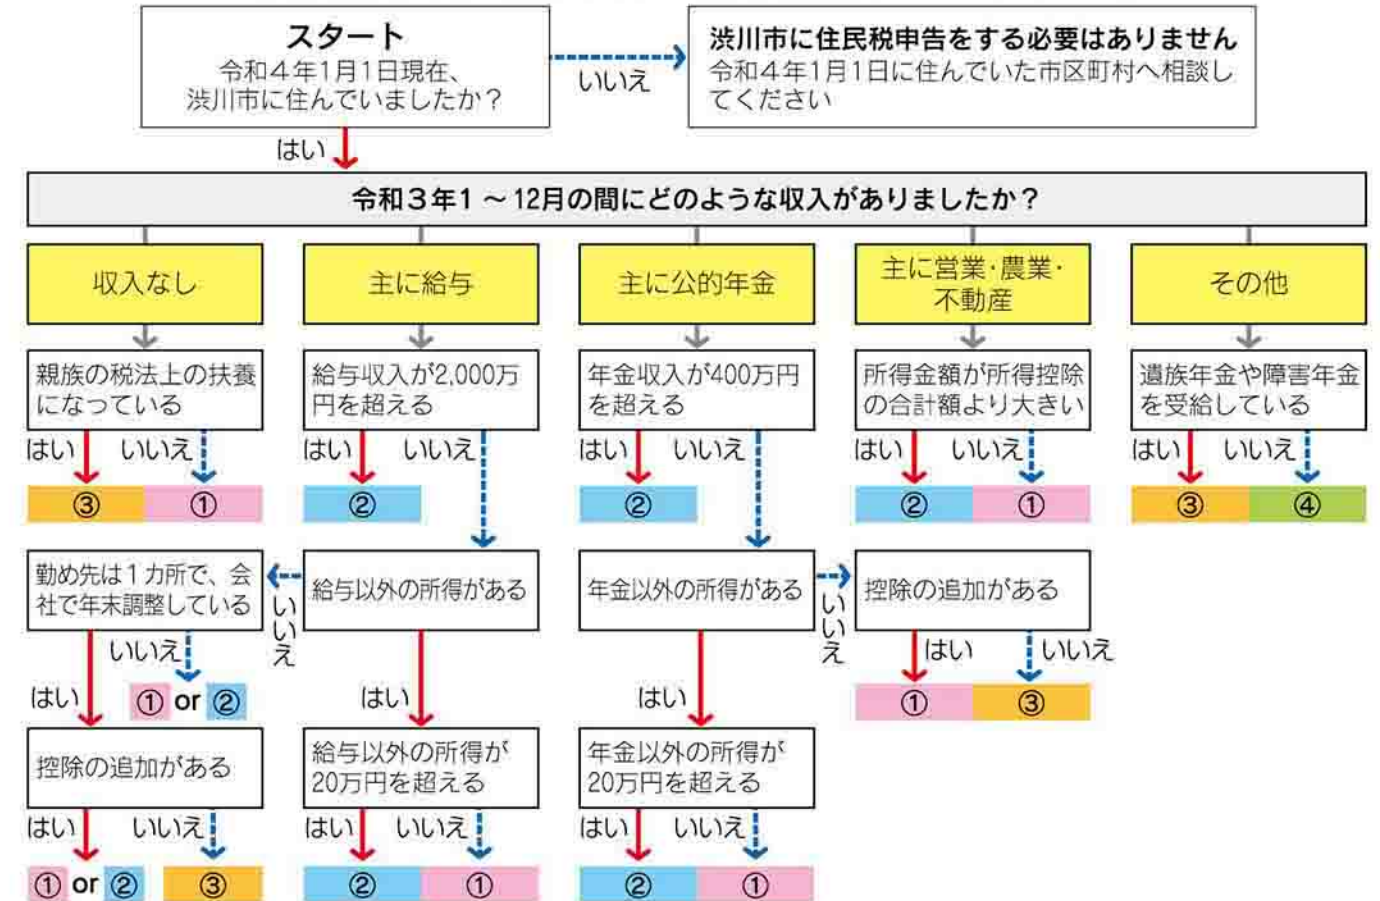 スタート
令和４年1月1日現在、
渋川市に住んでいましたか？
いいえ
渋川市に住民税申告をする必要はありません
令和４年1月1日に住んでいた市区町村へ相談し
てください
はい
令和３年1 ～ 12月の間にどのような収入がありましたか？
収入なし
主に給与
主に公的年金
主に営業･農業･
不動産
その他
親族の税法上の扶養
になっている
給与収入が2,000万
円を超える
年金収入が400万円
を超える
所得金額が所得控除
の合計額より大きい
遺族年金や障害年金
を受給している
はい いいえ
はい いいえ
はい いいえ
はい いいえ
はい いいえ
③ ①
②
②
② ①
③ ④
勤め先は１カ所で、会
社で年末調整している
いいえ
給与以外の所得がある
年金以外の所得がある
いいえ
控除の追加がある
はい いいえ
① or ②
はい
はい
はい いいえ
① ③
控除の追加がある
給与以外の所得が
20万円を超える
年金以外の所得が
20万円を超える
はい いいえ
はい いいえ
はい いいえ
① or ② ③
② ①
② ①